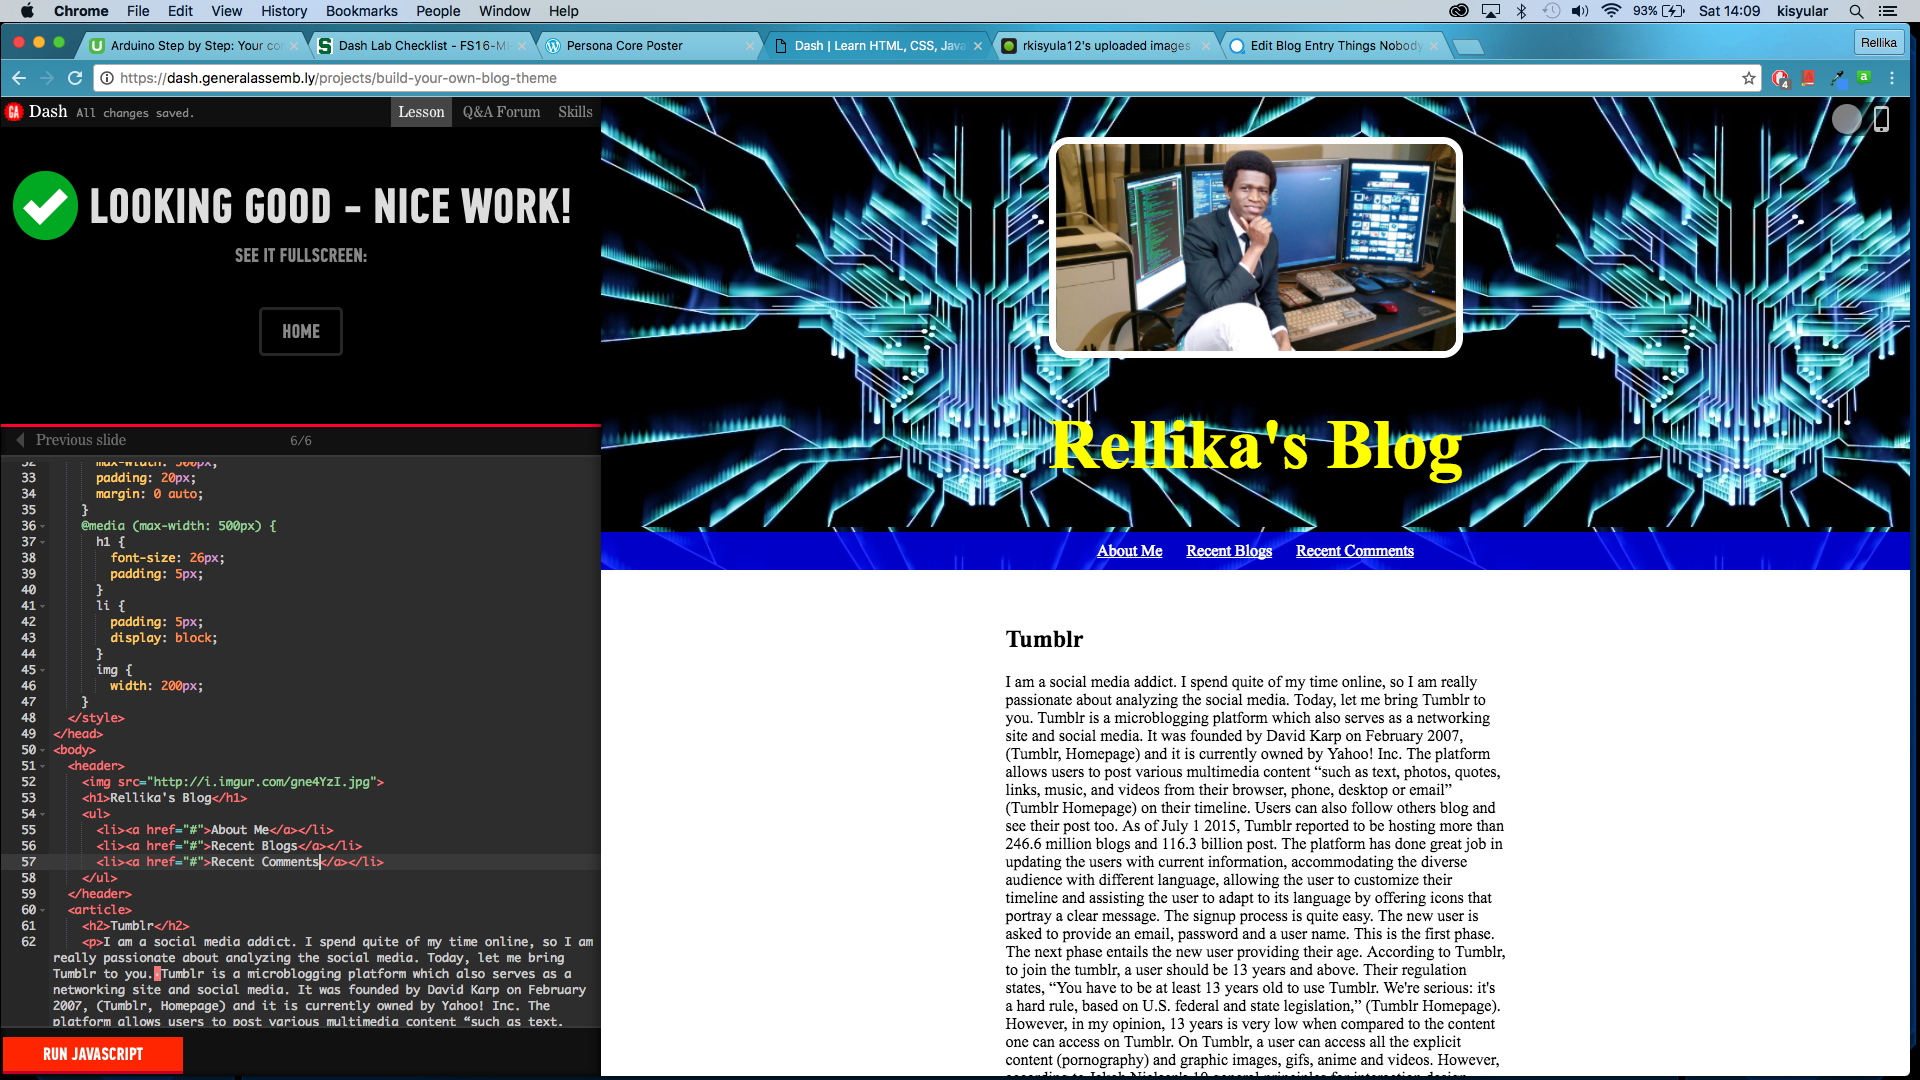 Chrome File Edit View History Bookmarks People Window Help 93% Sat 14:09 kisyular
Arduino Step by Step: Your co
Dash Lab Checklist - FS16-M
Persona Core Poster
Dash | Learn HTML, CSS, Java
rkisyula12's uploaded images
Edit Blog Entry Things Nobody
Rellika
https://dash.generalassemb.ly/projects/build-your-own-blog-theme
GA Dash All changes saved. Lesson Q&A Forum Skills
LOOKING GOOD - NICE WORK!
SEE IT FULLSCREEN:
HOME
Previous slide 6/6
32 max-width: 500px;
33 padding: 20px;
34 margin: 0 auto;
35 }
36 @media (max-width: 500px) {
37 h1 {
38 font-size: 26px;
39 padding: 5px;
40 }
41 li {
42 padding: 5px;
43 display: block;
44 }
45 img {
46 width: 200px;
47 }
48 </style>
49 </head>
50 <body>
51 <header>
52 <img src="http://i.imgur.com/gne4YzI.jpg">
53 <h1>Rellika's Blog</h1>
54 <ul>
55 <li><a href="#">About Me</a></li>
56 <li><a href="#">Recent Blogs</a></li>
57 <li><a href="#">Recent Comments</a></li>
58 </ul>
59 </header>
60 <article>
61 <h2>Tumblr</h2>
62 <p>I am a social media addict. I spend quite of my time online, so I am
really passionate about analyzing the social media. Today, let me bring
Tumblr to you. Tumblr is a microblogging platform which also serves as a
networking site and social media. It was founded by David Karp on February
2007, (Tumblr, Homepage) and it is currently owned by Yahoo! Inc. The
platform allows users to post various multimedia content “such as text,
RUN JAVASCRIPT
Rellika's Blog
About Me Recent Blogs Recent Comments
Tumblr
I am a social media addict. I spend quite of my time online, so I am really
passionate about analyzing the social media. Today, let me bring Tumblr to
you. Tumblr is a microblogging platform which also serves as a networking
site and social media. It was founded by David Karp on February 2007,
(Tumblr, Homepage) and it is currently owned by Yahoo! Inc. The platform
allows users to post various multimedia content “such as text, photos, quotes,
links, music, and videos from their browser, phone, desktop or email”
(Tumblr Homepage) on their timeline. Users can also follow others blog and
see their post too. As of July 1 2015, Tumblr reported to be hosting more than
246.6 million blogs and 116.3 billion post. The platform has done great job in
updating the users with current information, accommodating the diverse
audience with different language, allowing the user to customize their
timeline and assisting the user to adapt to its language by offering icons that
portray a clear message. The signup process is quite easy. The new user is
asked to provide an email, password and a user name. This is the first phase.
The next phase entails the new user providing their age. According to Tumblr,
to join the tumblr, a user should be 13 years and above. Their regulation
states, “You have to be at least 13 years old to use Tumblr. We're serious: it's
a hard rule, based on U.S. federal and state legislation,” (Tumblr Homepage).
However, in my opinion, 13 years is very low when compared to the content
one can access on Tumblr. On Tumblr, a user can access all the explicit
content (pornography) and graphic images, gifs, anime and videos. However,
according to Jakob Nielsen's 10 general principles for interaction design,